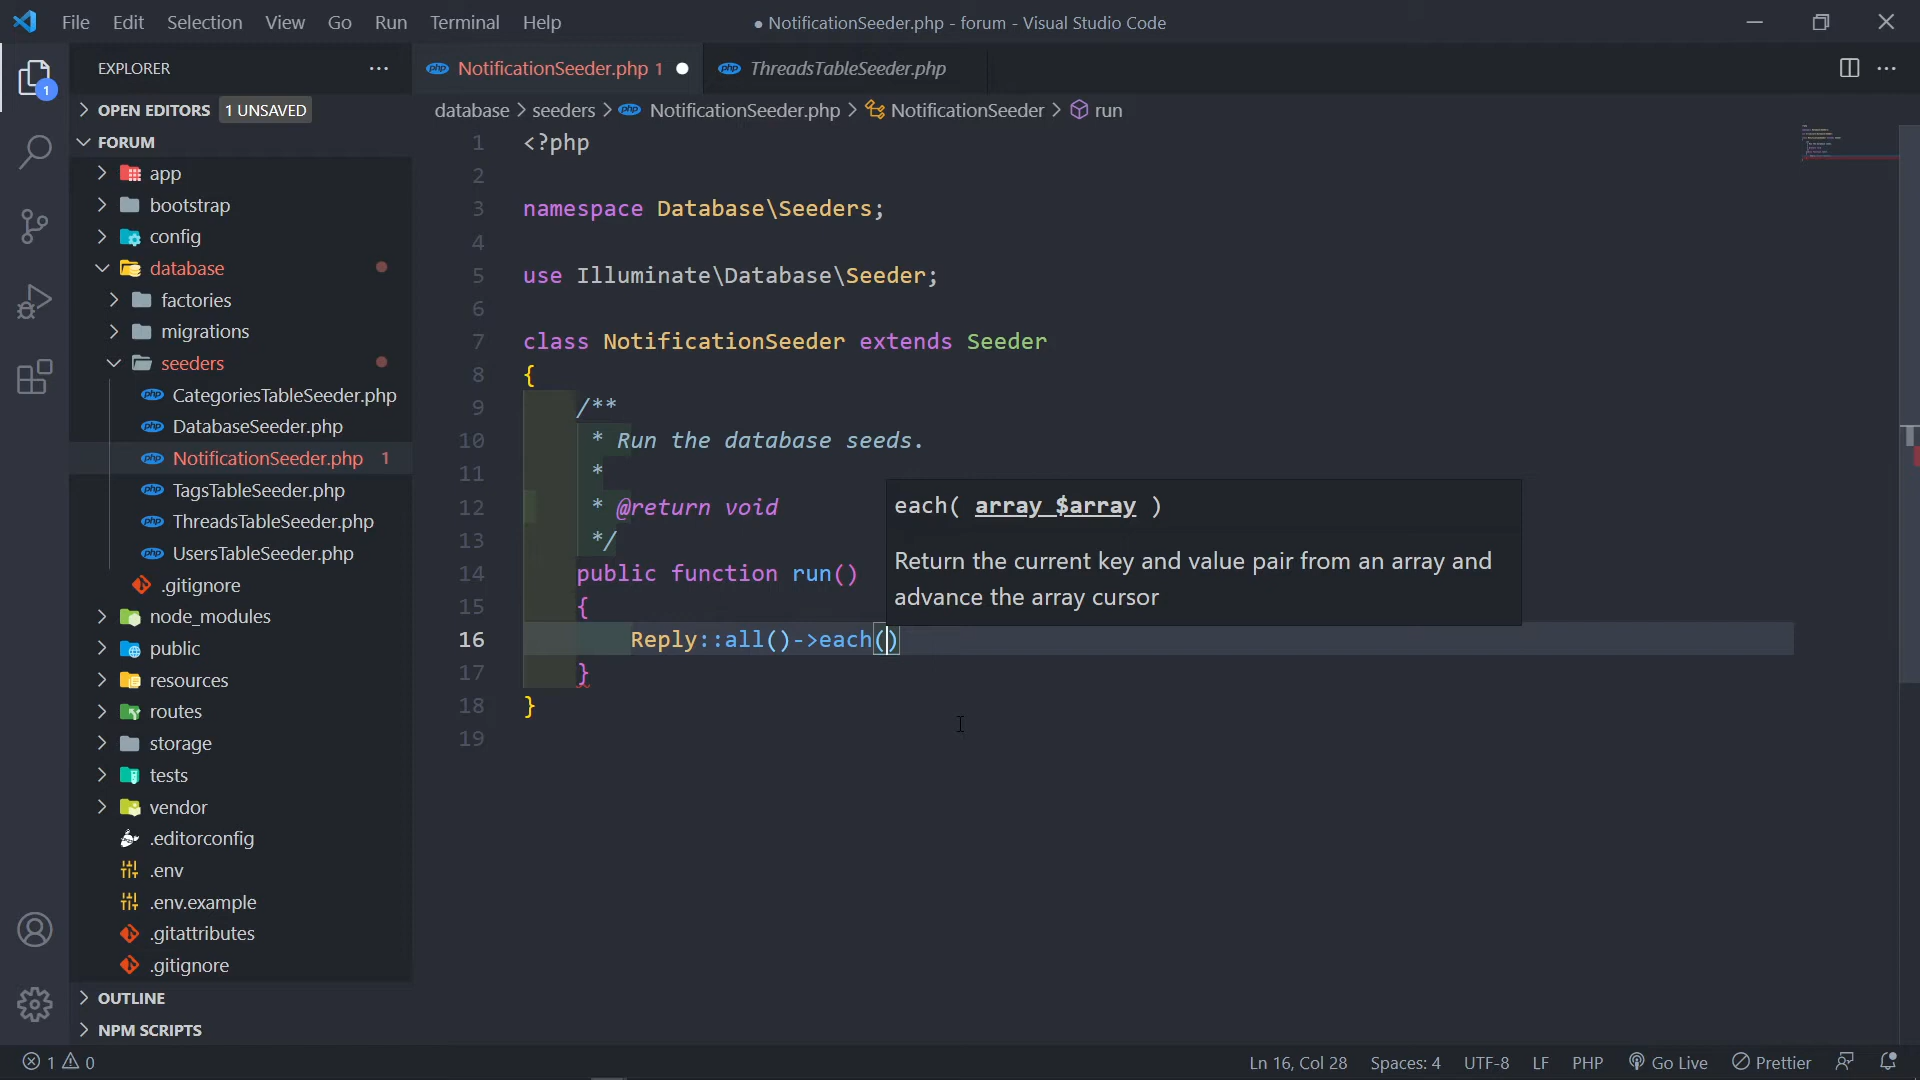 File Edit Selection View Go Run Terminal Help
● NotificationSeeder.php - forum - Visual Studio Code
EXPLORER
NotificationSeeder.php 1
ThreadsTableSeeder.php
OPEN EDITORS 1 UNSAVED
database > seeders > NotificationSeeder.php > NotificationSeeder > run
FORUM
app
bootstrap
config
database
factories
migrations
seeders
CategoriesTableSeeder.php
DatabaseSeeder.php
NotificationSeeder.php 1
TagsTableSeeder.php
ThreadsTableSeeder.php
UsersTableSeeder.php
.gitignore
node_modules
public
resources
routes
storage
tests
vendor
.editorconfig
.env
.env.example
.gitattributes
.gitignore
OUTLINE
NPM SCRIPTS
1 <?php
2
3 namespace Database\Seeders;
4
5 use Illuminate\Database\Seeder;
6
7 class NotificationSeeder extends Seeder
8 {
9 /**
10 * Run the database seeds.
11 *
12 * @return void
13 */
14 public function run()
15 {
16 Reply::all()->each()
17 }
18 }
19
each( array $array )
Return the current key and value pair from an array and
advance the array cursor
1
1 0
Ln 16, Col 28 Spaces: 4 UTF-8 LF PHP Go Live Prettier